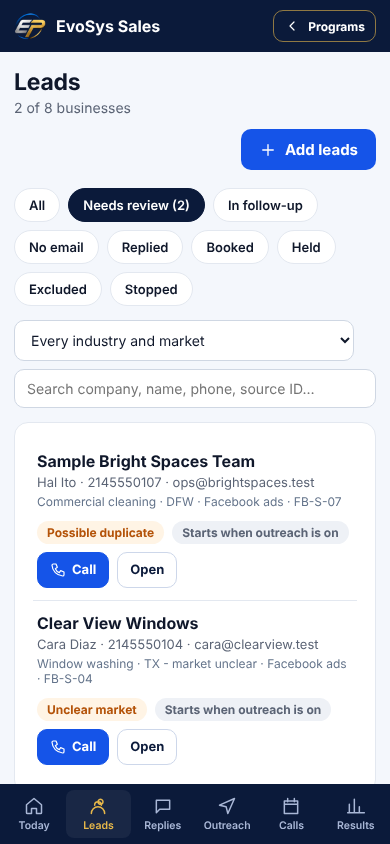 EP EvoSys Sales
Programs
Leads
2 of 8 businesses
Add leads
All
Needs review (2)
In follow-up
No email
Replied
Booked
Held
Excluded
Stopped
Every industry and market
Search company, name, phone, source ID...
Sample Bright Spaces Team
Hal Ito · 2145550107 · ops@brightspaces.test
Commercial cleaning · DFW · Facebook ads · FB-S-07
Possible duplicate
Starts when outreach is on
Call
Open
Clear View Windows
Cara Diaz · 2145550104 · cara@clearview.test
Window washing · TX - market unclear · Facebook ads
· FB-S-04
Unclear market
Starts when outreach is on
Call
Open
Today
Leads
Replies
Outreach
Calls
Results